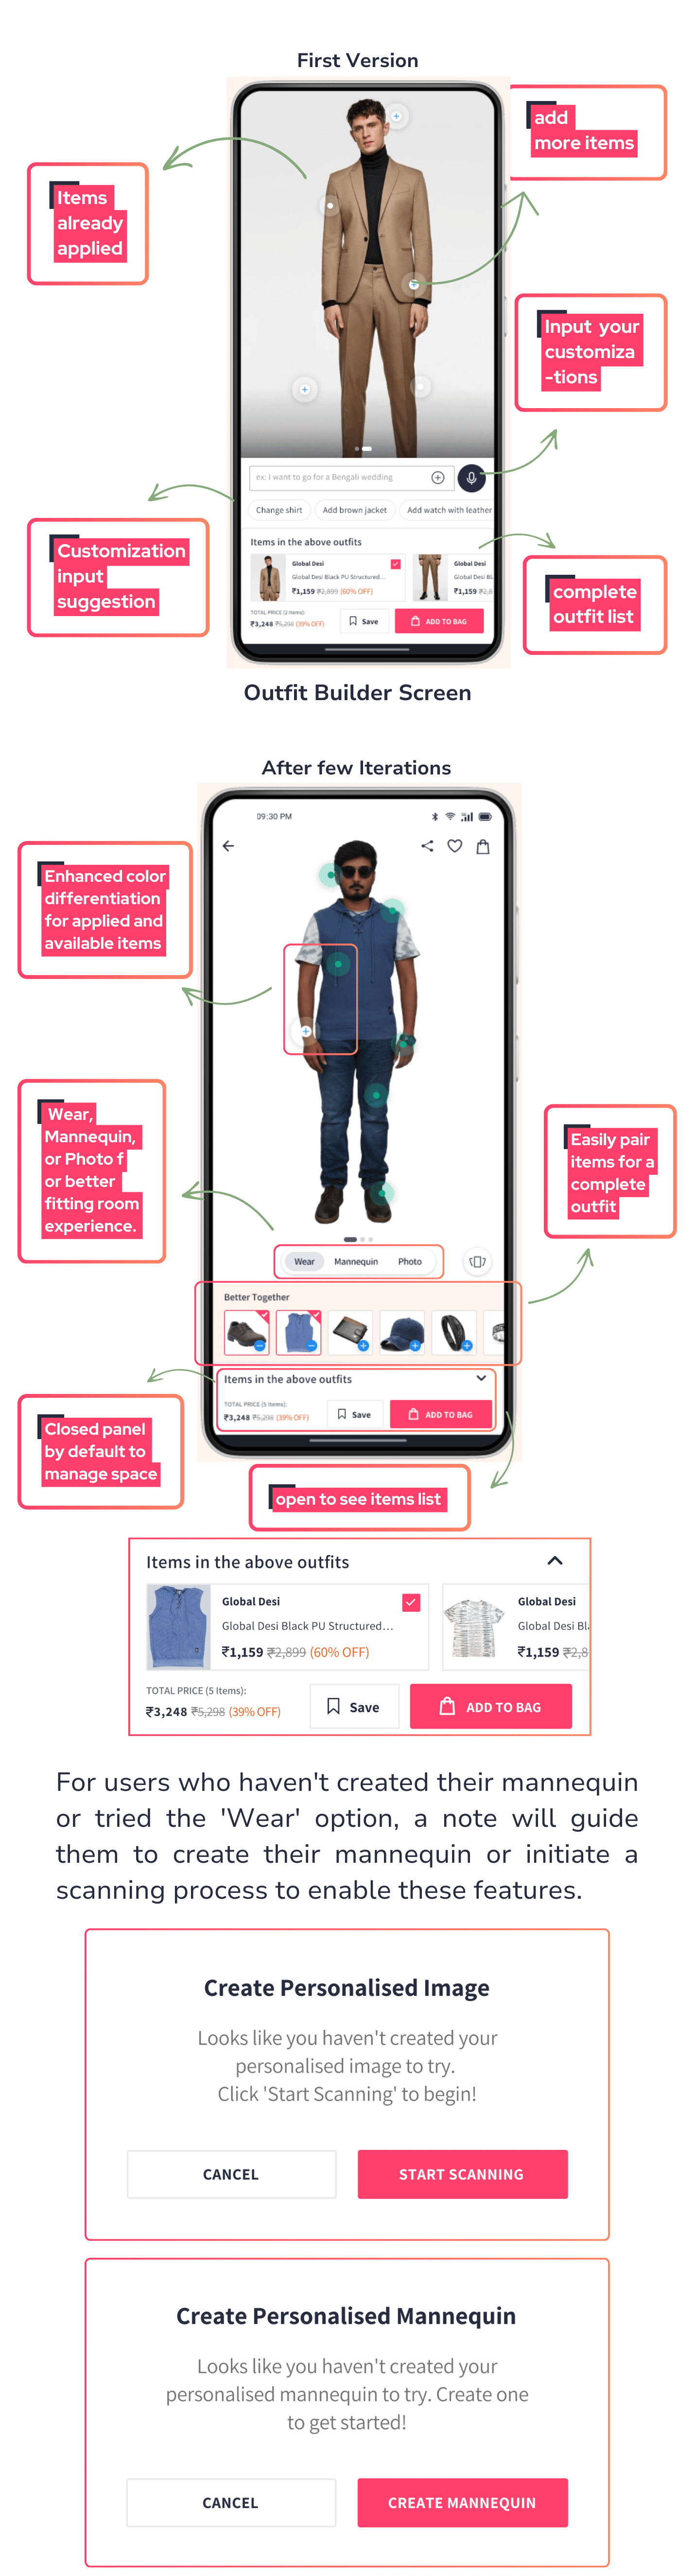 First Version
add
more items
Items
already
applied
Input your
customiza
-tions
ex: I want to go for a Bengali wedding
Change shirt
Add brown jacket
Add watch with leather
Customization
input
suggestion
Items in the above outfits
Global Desi
Global Desi Black PU Structured...
₹1,159 ₹2,899 (60% OFF)
Global Desi
Global Desi Bl
₹1,159 ₹2,8
complete
outfit list
TOTAL PRICE (2 Items):
₹3,248 ₹5,298 (39% OFF)
Save
ADD TO BAG
Outfit Builder Screen
After few Iterations
09:30 PM
Enhanced color
differentiation
for applied and
available items
Wear,
Mannequin,
or Photo f
or better
fitting room
experience.
Easily pair
items for a
complete
outfit
Wear
Mannequin
Photo
Better Together
Items in the above outfits
TOTAL PRICE (5 Items):
₹3,248 ₹5,298 (39% OFF)
Save
ADD TO BAG
Closed panel
by default to
manage space
open to see items list
Items in the above outfits
Global Desi
Global Desi Black PU Structured...
₹1,159 ₹2,899 (60% OFF)
Global Desi
Global Desi Bla
₹1,159 ₹2,8
TOTAL PRICE (5 Items):
₹3,248 ₹5,298 (39% OFF)
Save
ADD TO BAG
For users who haven't created their mannequin
or tried the 'Wear' option, a note will guide
them to create their mannequin or initiate a
scanning process to enable these features.
Create Personalised Image
Looks like you haven't created your
personalised image to try.
Click 'Start Scanning' to begin!
CANCEL
START SCANNING
Create Personalised Mannequin
Looks like you haven't created your
personalised mannequin to try. Create one
to get started!
CANCEL
CREATE MANNEQUIN